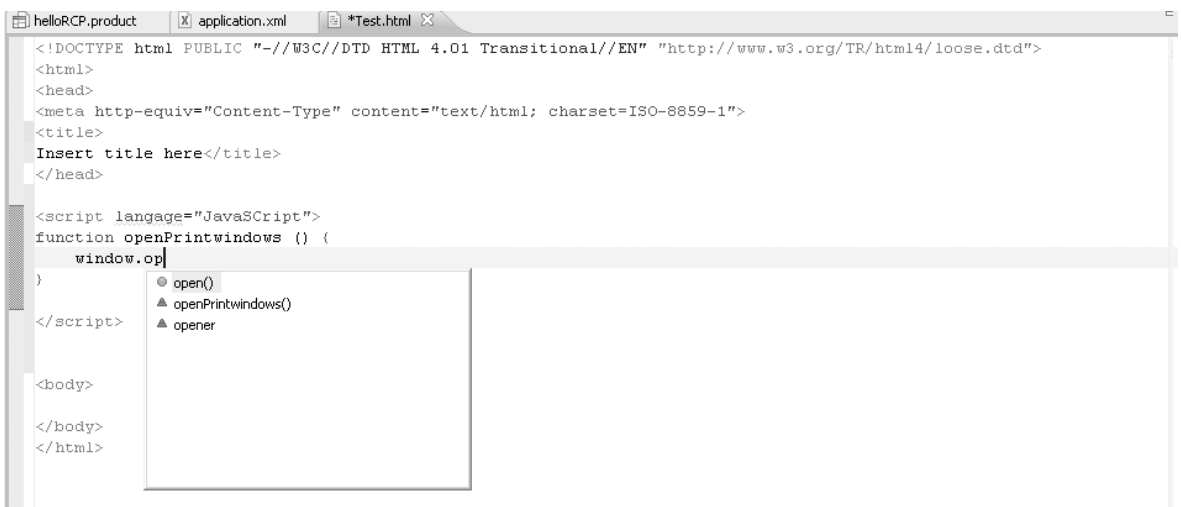 helloRCP.product
application.xml
*Test.html
<!DOCTYPE html PUBLIC "-//W3C//DTD HTML 4.01 Transitional//EN" "http://www.w3.org/TR/html4/loose.dtd">
<html>
<head>
<meta http-equiv="Content-Type" content="text/html; charset=ISO-8859-1">
<title>
Insert title here</title>
</head>
<script langage="JavaSCript">
function openPrintwindows () {
window.op
}
open()
openPrintwindows()
opener
</script>
<body>
</body>
</html>